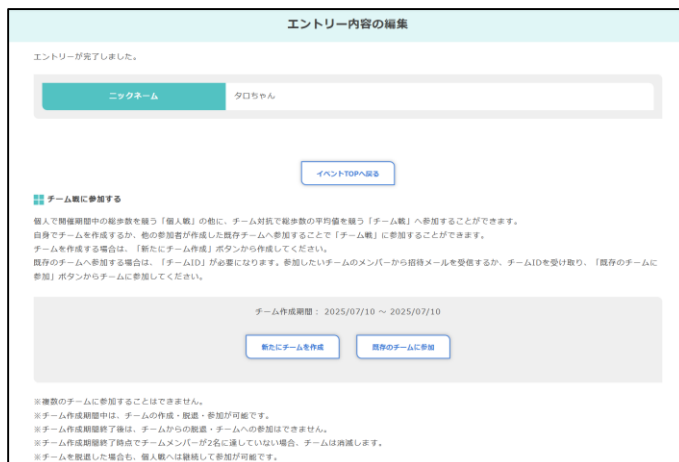 エントリー内容の編集
エントリーが完了しました。
ニックネーム
タロちゃん
イベントTOPへ戻る
チーム戦に参加する
個人で開催期間中の総歩数を競う「個人戦」の他に、チーム対抗で総歩数の平均値を競う「チーム戦」へ参加することができます。
自身でチームを作成するか、他の参加者が作成した既存チームへ参加することで「チーム戦」に参加することができます。
チームを作成する場合は、「新たにチーム作成」ボタンから作成してください。
既存のチームへ参加する場合は、「チームID」が必要になります。参加したいチームのメンバーから招待メールを受信するか、チームIDを受け取り、「既存のチームに
参加」ボタンからチームに参加してください。
チーム作成期間： 2025/07/10 ～ 2025/07/10
新たにチームを作成
既存のチームに参加
※複数のチームに参加することはできません。
※チーム作成期間中は、チームの作成・脱退・参加が可能です。
※チーム作成期間終了後は、チームからの脱退・チームへの参加はできません。
※チーム作成期間終了時点でチームメンバーが2名に達していない場合、チームは消滅します。
※チームを脱退した場合も、個人戦へは継続して参加が可能です。